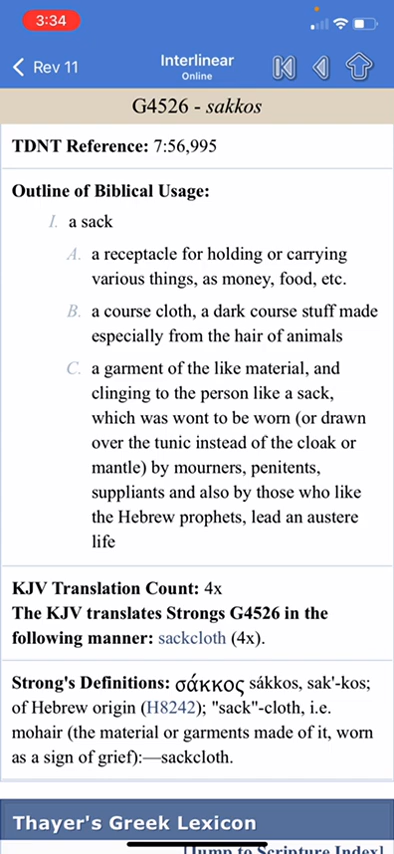 3:34
Rev 11
Interlinear
Online
G4526 - sakkos
TDNT Reference: 7:56,995
Outline of Biblical Usage:
I. a sack
A. a receptacle for holding or carrying
various things, as money, food, etc.
B. a course cloth, a dark course stuff made
especially from the hair of animals
C. a garment of the like material, and
clinging to the person like a sack,
which was wont to be worn (or drawn
over the tunic instead of the cloak or
mantle) by mourners, penitents,
suppliants and also by those who like
the Hebrew prophets, lead an austere
life
KJV Translation Count: 4x
The KJV translates Strongs G4526 in the
following manner: sackcloth (4x).
Strong's Definitions: σάκκος sákkos, sak'-kos;
of Hebrew origin (H8242); "sack"-cloth, i.e.
mohair (the material or garments made of it, worn
as a sign of grief):—sackcloth.
Thayer's Greek Lexicon
[Jump to Scripture Index]